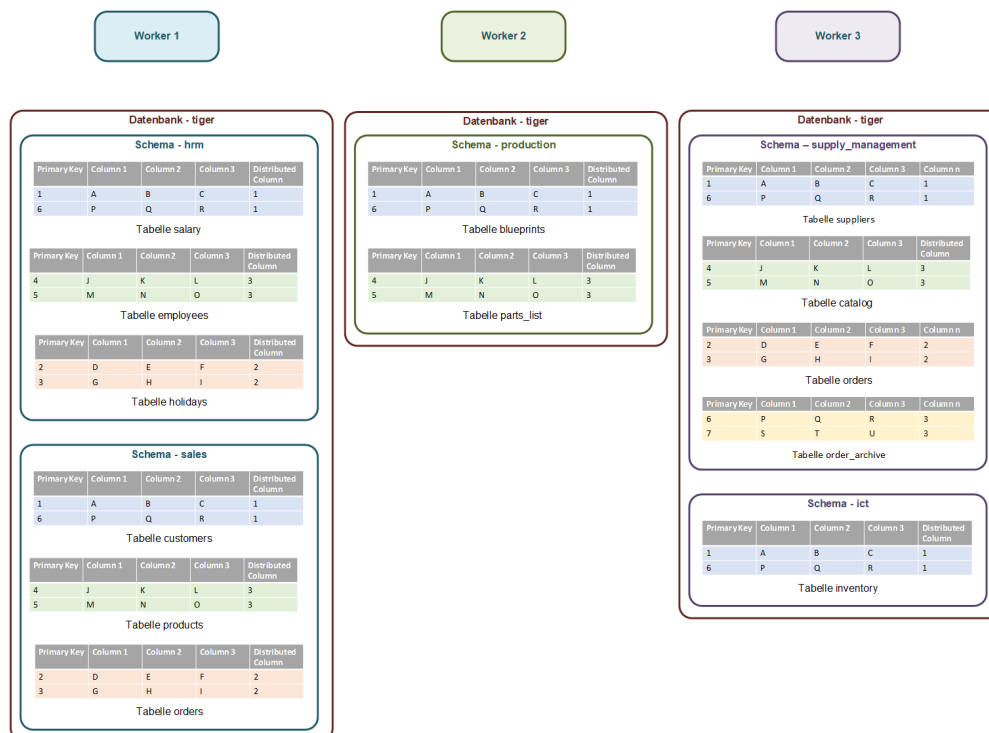 Worker 1
Worker 2
Worker 3
Datenbank - tiger
Schema - hrm
Primary Key Column 1 Column 2 Column 3 Distributed Column
1 A B C 1
6 P Q R 1
Tabelle salary
Primary Key Column 1 Column 2 Column 3 Distributed Column
4 J K L 3
5 M N O 3
Tabelle employees
Primary Key Column 1 Column 2 Column 3 Distributed Column
2 D E F 2
3 G H I 2
Tabelle holidays
Schema - sales
Primary Key Column 1 Column 2 Column 3 Distributed Column
1 A B C 1
6 P Q R 1
Tabelle customers
Primary Key Column 1 Column 2 Column 3 Distributed Column
4 J K L 3
5 M N O 3
Tabelle products
Primary Key Column 1 Column 2 Column 3 Distributed Column
2 D E F 2
3 G H I 2
Tabelle orders
Datenbank - tiger
Schema - production
Primary Key Column 1 Column 2 Column 3 Distributed Column
1 A B C 1
6 P Q R 1
Tabelle blueprints
Primary Key Column 1 Column 2 Column 3 Distributed Column
4 J K L 3
5 M N O 3
Tabelle parts_list
Datenbank - tiger
Schema – supply_management
Primary Key Column 1 Column 2 Column 3 Column n
1 A B C 1
6 P Q R 1
Tabelle suppliers
Primary Key Column 1 Column 2 Column 3 Distributed Column
4 J K L 3
5 M N O 3
Tabelle catalog
Primary Key Column 1 Column 2 Column 3 Column n
2 D E F 2
3 G H I 2
Tabelle orders
Primary Key Column 1 Column 2 Column 3 Column n
6 P Q R 3
7 S T U 3
Tabelle order_archive
Schema - ict
Primary Key Column 1 Column 2 Column 3 Distributed Column
1 A B C 1
6 P Q R 1
Tabelle inventory